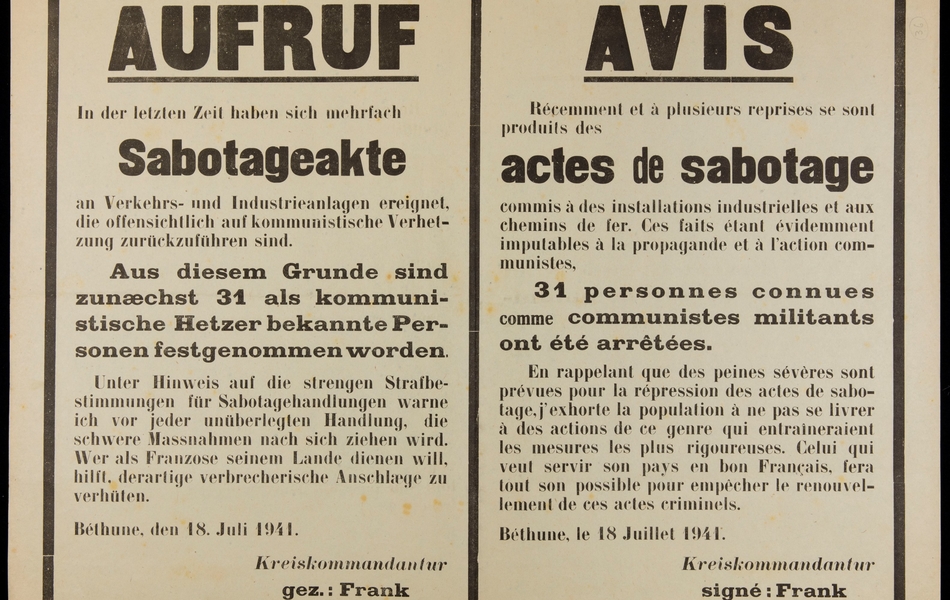 AUFRUF
In der letzten Zeit haben sich mehrfach
Sabotageakte
an Verkehrs- und Industrieanlagen ereignet,
die offensichtlich auf kommunistische Verhet-
zung zurückzuführen sind.
Aus diesem Grunde sind
zunæchst 31 als kommuni-
stische Hetzer bekannte Per-
sonen festgenommen worden.
Unter Hinweis auf die strengen Strafbe-
stimmungen für Sabotagehandlungen warne
ich vor jeder unüberlegten Handlung, die
schwere Massnahmen nach sich ziehen wird.
Wer als Franzose seinem Lande dienen will,
hilft, derartige verbrecherische Anschlæge zu
verhüten.
Béthune, den 18. Juli 1941.
Kreiskommandantur
gez.: Frank
AVIS
Récemment et à plusieurs reprises se sont
produits des
actes de sabotage
commis à des installations industrielles et aux
chemins de fer. Ces faits étant évidemment
imputables à la propagande et à l'action com-
munistes,
31 personnes connues
comme communistes militants
ont été arrêtées.
En rappelant que des peines sévères sont
prévues pour la répression des actes de sabo-
tage, j'exhorte la population à ne pas se livrer
à des actions de ce genre qui entraîneraient
les mesures les plus rigoureuses. Celui qui
veut servir son pays en bon Français, fera
tout son possible pour empêcher le renouvel-
lement de ces actes criminels.
Béthune, le 18 Juillet 1941.
Kreiskommandantur
signé : Frank